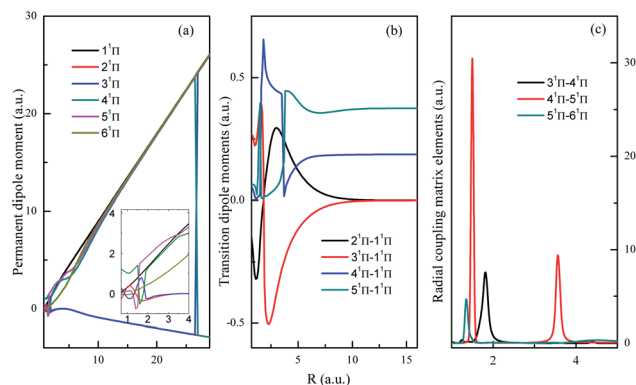 (a)
Permanent dipole moment (a.u.)
30
20
10
0
10
20
1¹Π
2¹Π
3¹Π
4¹Π
5¹Π
6¹Π
4
2
0
1
2
3
4
(b)
Transition dipole moments (a.u.)
0.5
0.0
-0.5
5
10
15
2¹Π-1¹Π
3¹Π-1¹Π
4¹Π-1¹Π
5¹Π-1¹Π
R (a.u.)
(c)
Radial coupling matrix elements (a.u.)
3¹Π-4¹Π
4¹Π-5¹Π
5¹Π-6¹Π
30
20
10
0
2
4